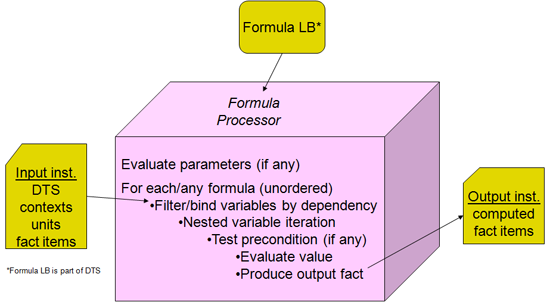 Formula LB*
Formula
Processor
Evaluate parameters (if any)
For each/any formula (unordered)
•Filter/bind variables by dependency
•Nested variable iteration
•Test precondition (if any)
•Evaluate value
•Produce output fact
Input inst.
DTS
contexts
units
fact items
Output inst.
computed
fact items
*Formula LB is part of DTS